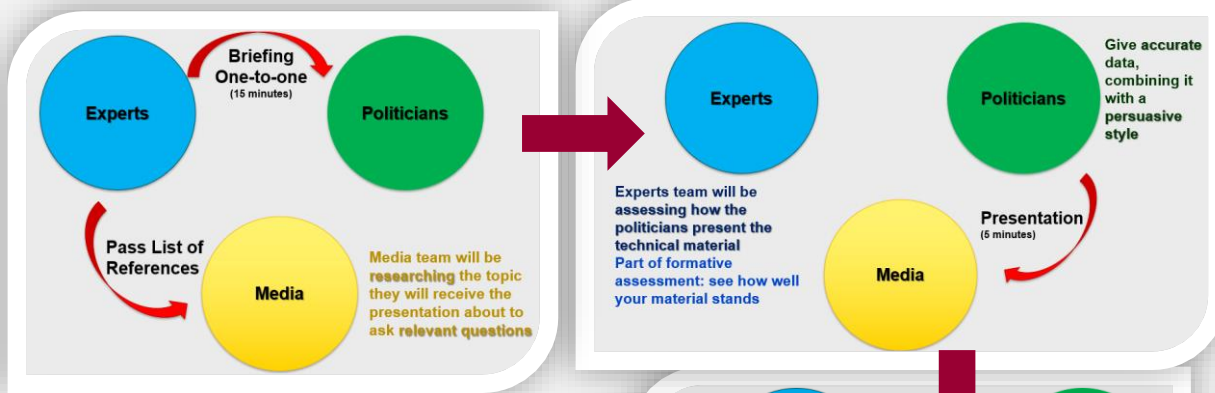 Briefing
One-to-one
(15 minutes)
Experts
Politicians
Pass List of
References
Media
Media team will be
researching the topic
they will receive the
presentation about to
ask relevant questions
Experts
Politicians
Give accurate
data,
combining it
with a
persuasive
style
Experts team will be
assessing how the
politicians present the
technical material
Part of formative
assessment: see how well
your material stands
Presentation
(5 minutes)
Media